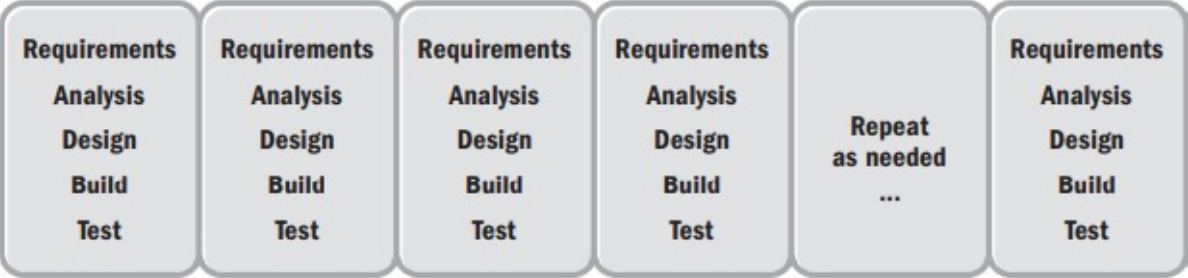 Requirements
Analysis
Design
Build
Test
Requirements
Analysis
Design
Build
Test
Requirements
Analysis
Design
Build
Test
Requirements
Analysis
Design
Build
Test
Repeat
as needed
...
Requirements
Analysis
Design
Build
Test